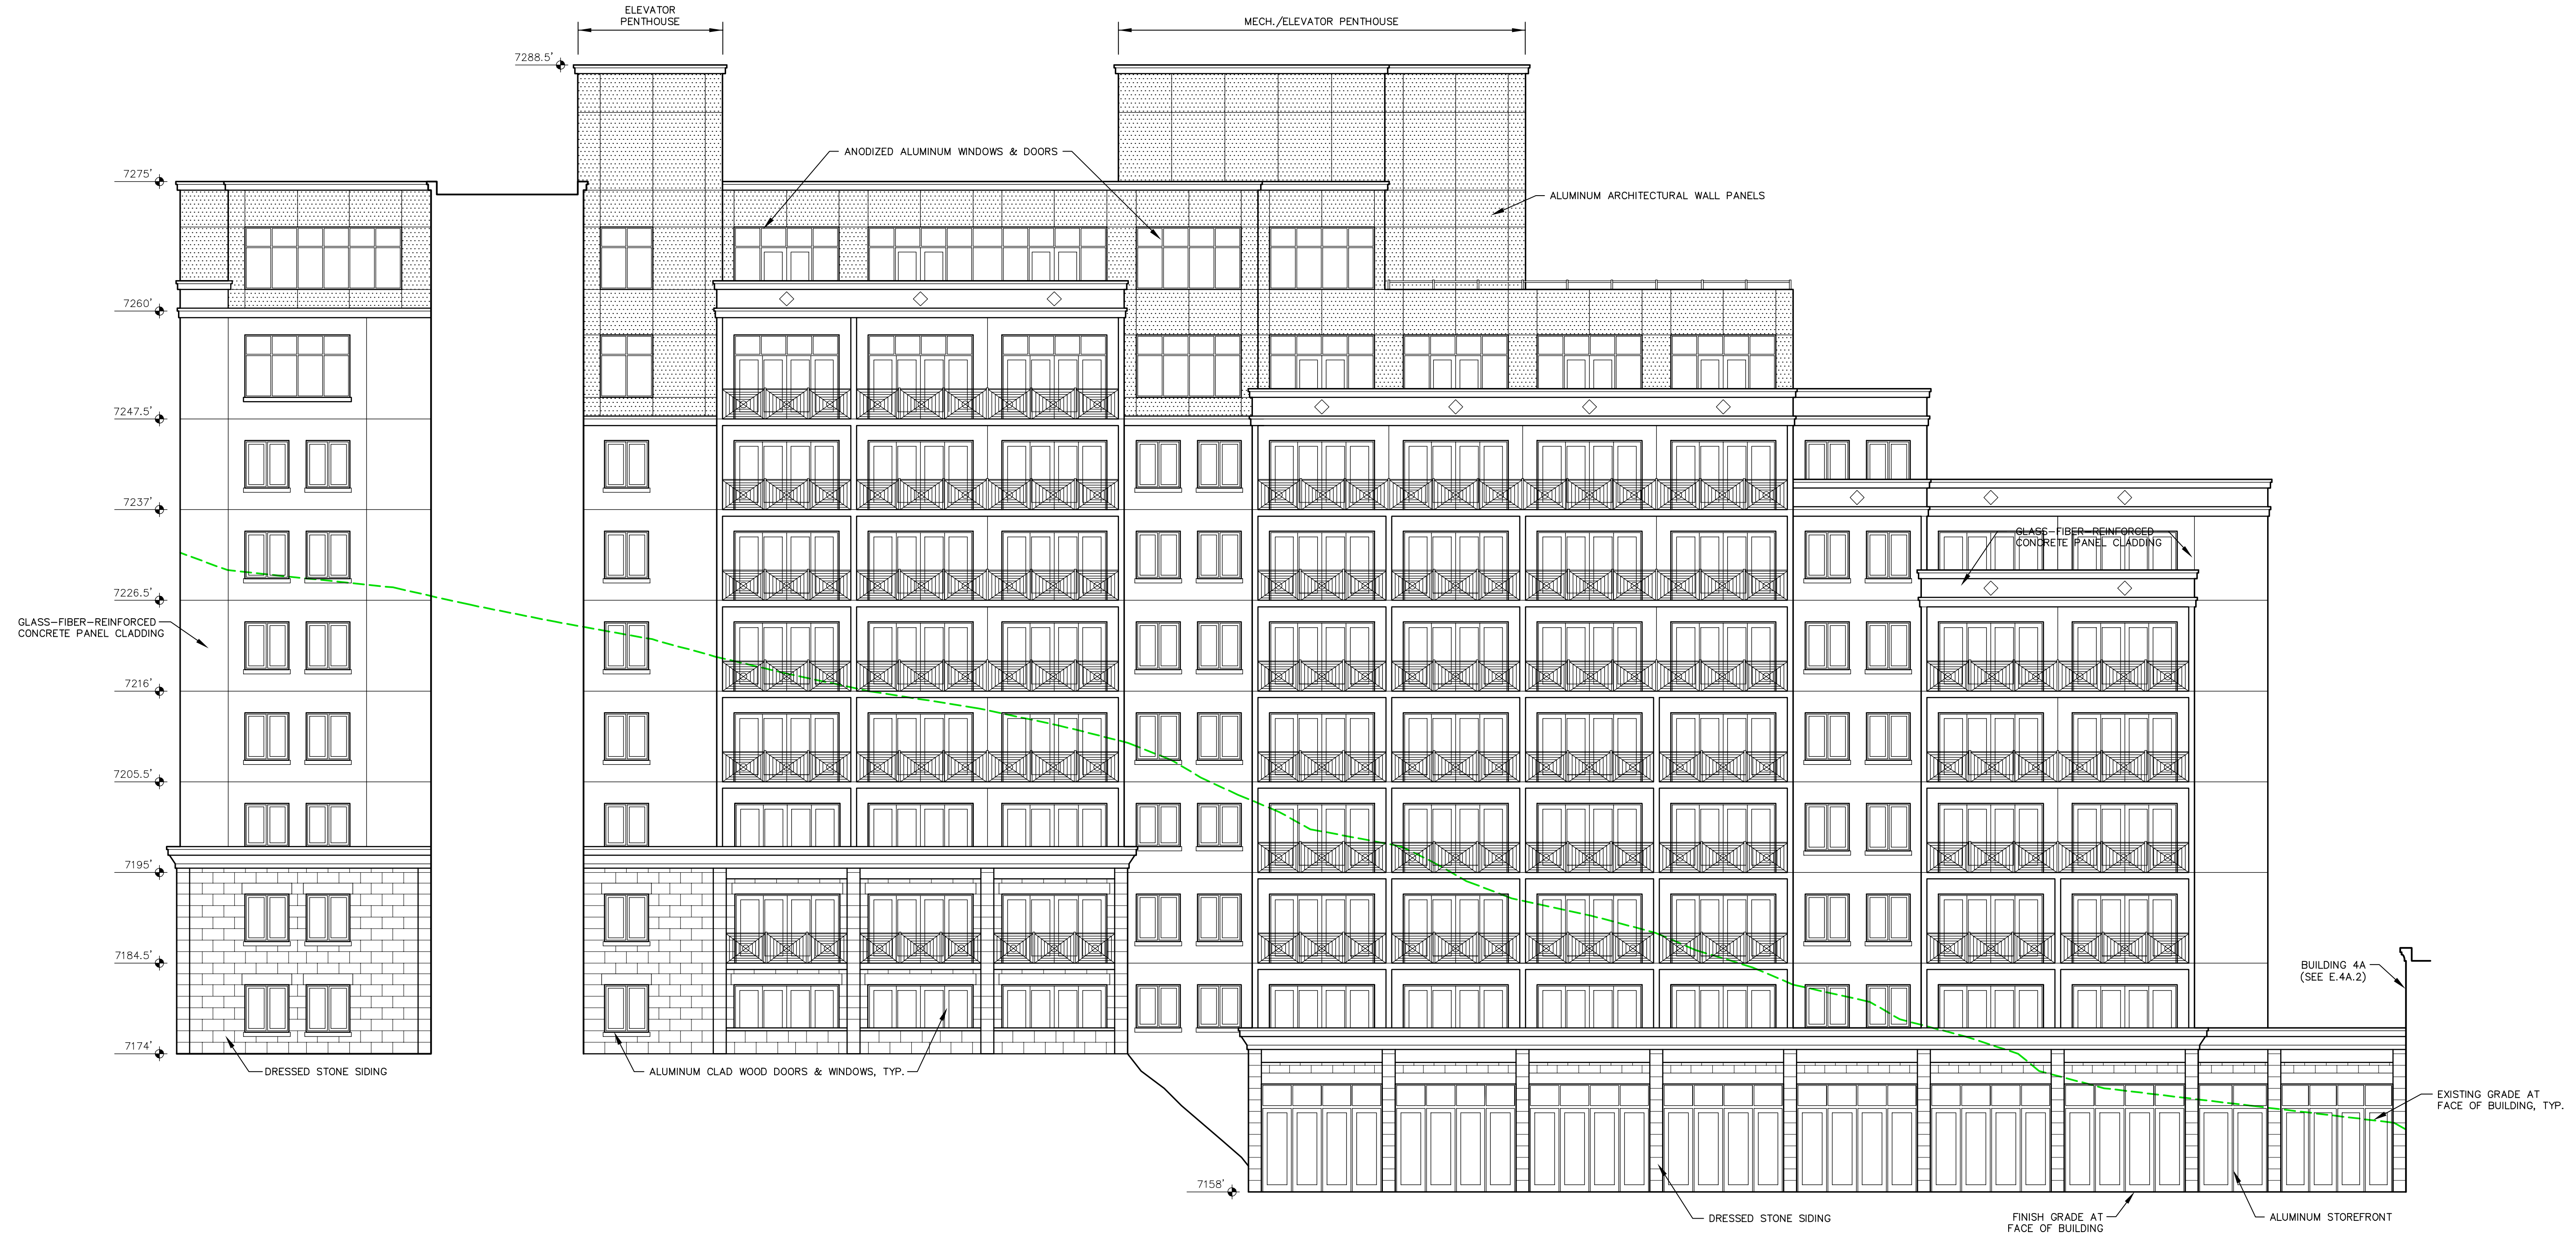 ELEVATOR
PENTHOUSE
MECH./ELEVATOR PENTHOUSE
7288.5'
ANODIZED ALUMINUM WINDOWS & DOORS
7275'
ALUMINUM ARCHITECTURAL WALL PANELS
7260'
7247.5'
7237'
GLASS-FIBER-REINFORCED
CONCRETE PANEL CLADDING
7226.5'
GLASS-FIBER-REINFORCED
CONCRETE PANEL CLADDING
7216'
7205.5'
7195'
7184.5'
BUILDING 4A
(SEE E.4A.2)
7174'
DRESSED STONE SIDING
ALUMINUM CLAD WOOD DOORS & WINDOWS, TYP.
EXISTING GRADE AT
FACE OF BUILDING, TYP.
7158'
DRESSED STONE SIDING
FINISH GRADE AT
FACE OF BUILDING
ALUMINUM STOREFRONT